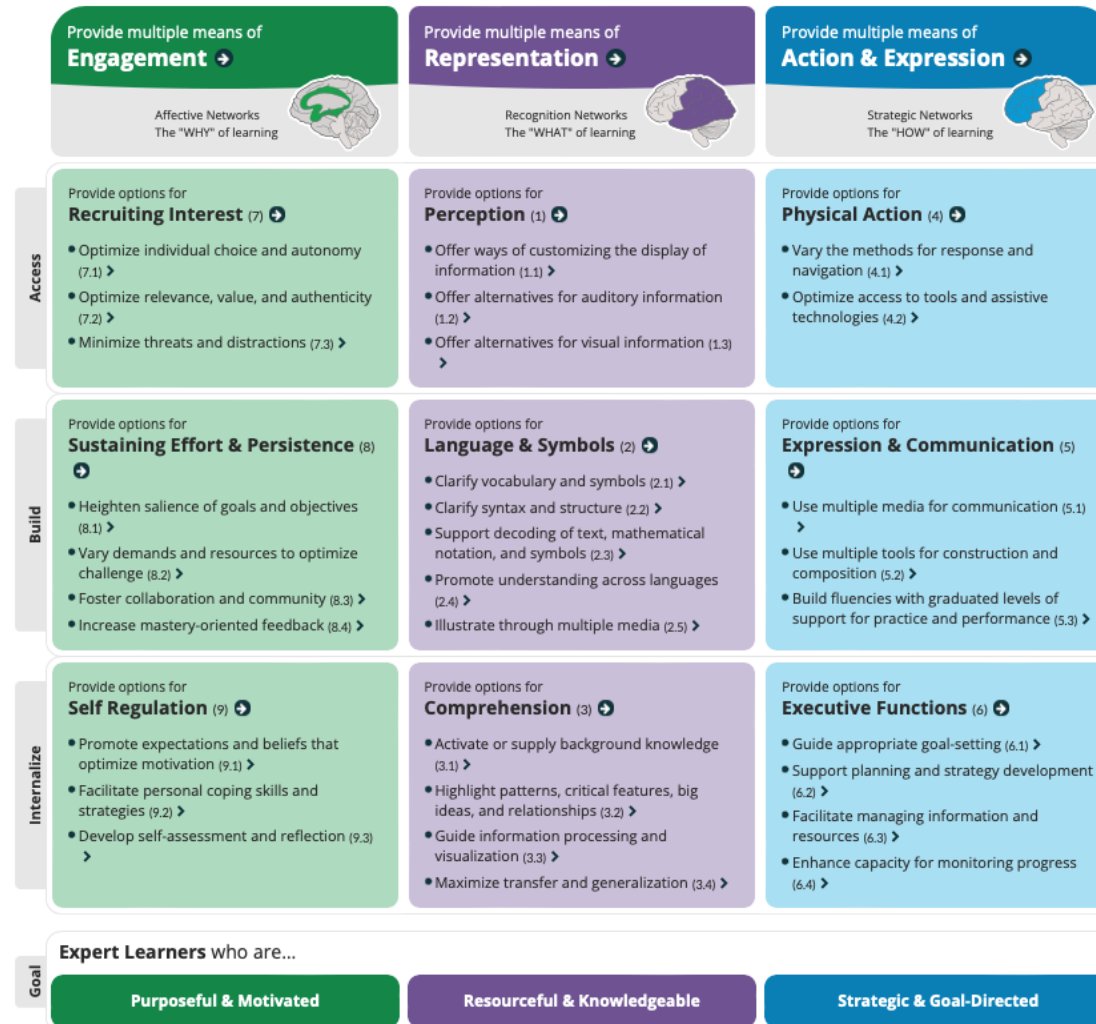 Provide multiple means of
Engagement
Affective Networks
The "WHY" of learning
Provide multiple means of
Representation
Recognition Networks
The "WHAT" of learning
Provide multiple means of
Action & Expression
Strategic Networks
The "HOW" of learning
Access
Provide options for
Recruiting Interest (7)
• Optimize individual choice and autonomy
(7.1)
• Optimize relevance, value, and authenticity
(7.2)
• Minimize threats and distractions (7.3)
Provide options for
Perception (1)
• Offer ways of customizing the display of
information (1.1)
• Offer alternatives for auditory information
(1.2)
• Offer alternatives for visual information (1.3)
Provide options for
Physical Action (4)
• Vary the methods for response and
navigation (4.1)
• Optimize access to tools and assistive
technologies (4.2)
Build
Provide options for
Sustaining Effort & Persistence (8)
• Heighten salience of goals and objectives
(8.1)
• Vary demands and resources to optimize
challenge (8.2)
• Foster collaboration and community (8.3)
• Increase mastery-oriented feedback (8.4)
Provide options for
Language & Symbols (2)
• Clarify vocabulary and symbols (2.1)
• Clarify syntax and structure (2.2)
• Support decoding of text, mathematical
notation, and symbols (2.3)
• Promote understanding across languages
(2.4)
• Illustrate through multiple media (2.5)
Provide options for
Expression & Communication (5)
• Use multiple media for communication (5.1)
• Use multiple tools for construction and
composition (5.2)
• Build fluencies with graduated levels of
support for practice and performance (5.3)
Internalize
Provide options for
Self Regulation (9)
• Promote expectations and beliefs that
optimize motivation (9.1)
• Facilitate personal coping skills and
strategies (9.2)
• Develop self-assessment and reflection (9.3)
Provide options for
Comprehension (3)
• Activate or supply background knowledge
(3.1)
• Highlight patterns, critical features, big
ideas, and relationships (3.2)
• Guide information processing and
visualization (3.3)
• Maximize transfer and generalization (3.4)
Provide options for
Executive Functions (6)
• Guide appropriate goal-setting (6.1)
• Support planning and strategy development
(6.2)
• Facilitate managing information and
resources (6.3)
• Enhance capacity for monitoring progress
(6.4)
Goal
Expert Learners who are...
Purposeful & Motivated
Resourceful & Knowledgeable
Strategic & Goal-Directed